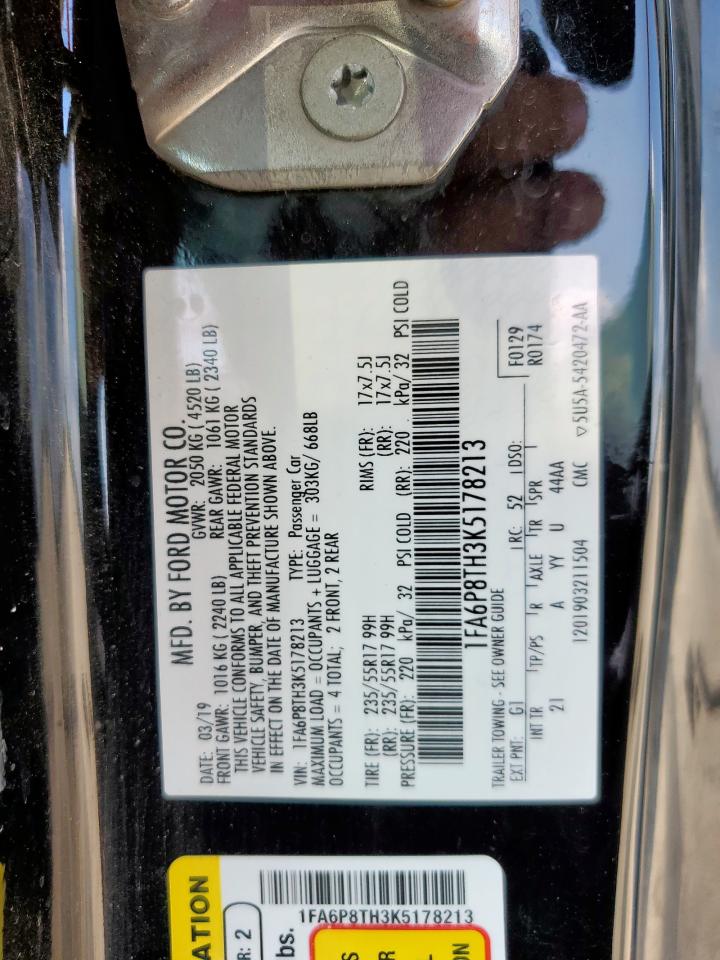 MFD. BY FORD MOTOR CO.
DATE: 03/19 GVWR: 2050 KG ( 4520 LB)
FRONT GAWR: 1016 KG ( 2240 LB) REAR GAWR: 1061 KG ( 2340 LB)
THIS VEHICLE CONFORMS TO ALL APPLICABLE FEDERAL MOTOR
VEHICLE SAFETY, BUMPER, AND THEFT PREVENTION STANDARDS
IN EFFECT ON THE DATE OF MANUFACTURE SHOWN ABOVE.
VIN: 1FA6P8TH3K5178213 TYPE: Passenger Car
MAXIMUM LOAD = OCCUPANTS + LUGGAGE = 303KG/ 668LB
OCCUPANTS = 4 TOTAL; 2 FRONT, 2 REAR
TIRE (FR): 235/55R17 99H RIMS (FR): 17x7.5J
(RR): 235/55R17 99H (RR): 17x7.5J
PRESSURE (FR): 220 kPa/ 32 PSI COLD (RR): 220 kPa/ 32 PSI COLD
1FA6P8TH3K5178213
TRAILER TOWING - SEE OWNER GUIDE
EXT PNT: G1 RC: 52 DSO: F0129
INT TR TP/PS R AXLE TR SPR R0174
21 A YY U 44AA
1201903211504 CMC ▽5U5A-5420472-AA
ATION
R: 2
1FA6P8TH3K5178213
bs.
S
R
-
ON